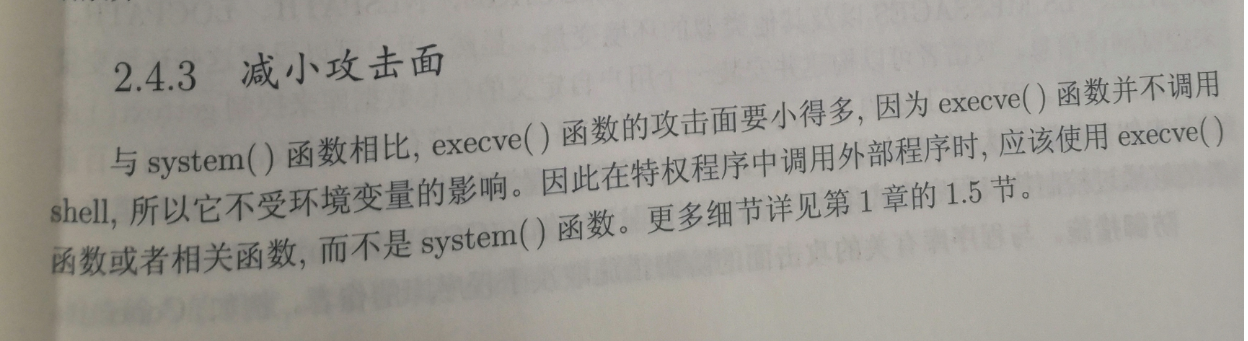 2.4.3 减小攻击面
与 system( ) 函数相比, execve( ) 函数的攻击面要小得多, 因为 execve( ) 函数并不调用
shell, 所以它不受环境变量的影响。因此在特权程序中调用外部程序时, 应该使用 execve( )
函数或者相关函数, 而不是 system( ) 函数。更多细节详见第 1 章的 1.5 节。